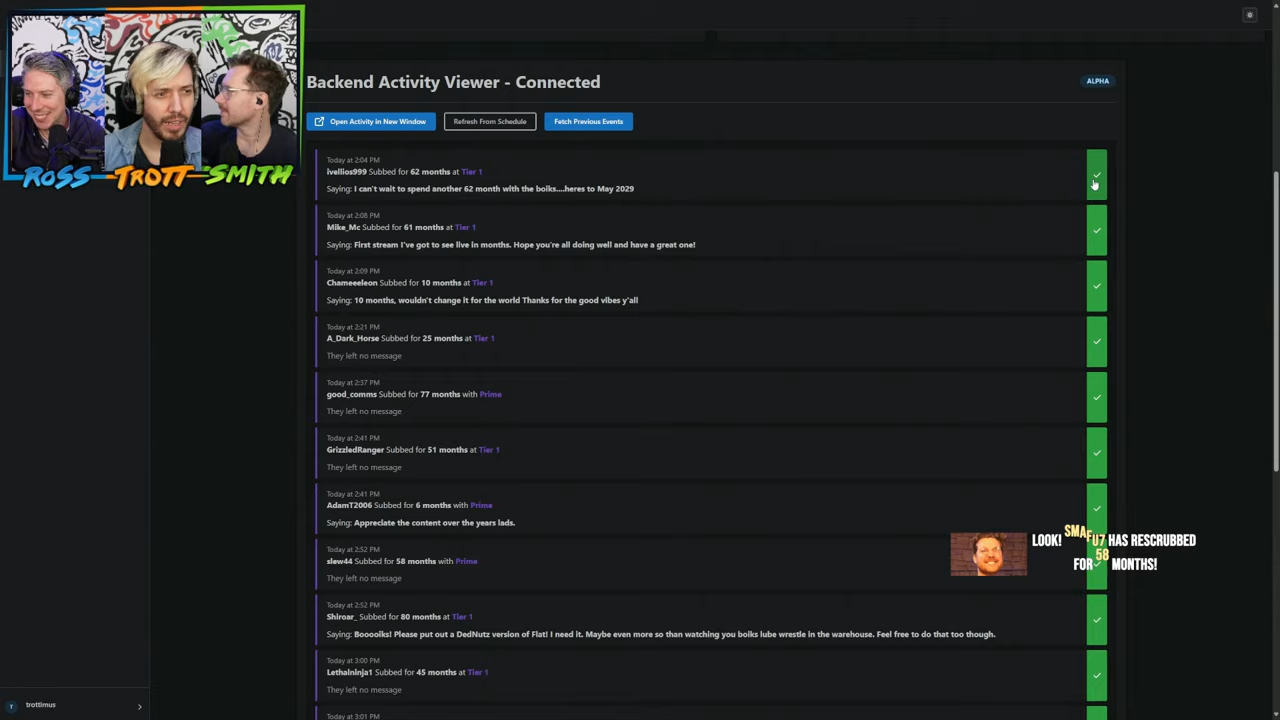 ROSS TROTT SMITH
Backend Activity Viewer - Connected
ALPHA
Open Activity in New Window
Refresh From Schedule
Fetch Previous Events
Today at 2:04 PM
ivellios999 Subbed for 62 months at Tier 1
Saying: I can't wait to spend another 62 month with the boiks....heres to May 2029
Today at 2:08 PM
Mike_Mc Subbed for 61 months at Tier 1
Saying: First stream I've got to see live in months. Hope you're all doing well and have a great one!
Today at 2:09 PM
Chameeeleon Subbed for 10 months at Tier 1
Saying: 10 months, wouldn't change it for the world Thanks for the good vibes y'all
Today at 2:21 PM
A_Dark_Horse Subbed for 25 months at Tier 1
They left no message
Today at 2:37 PM
good_comms Subbed for 77 months with Prime
They left no message
Today at 2:41 PM
GrizzledRanger Subbed for 51 months at Tier 1
They left no message
Today at 2:41 PM
AdamT2006 Subbed for 6 months with Prime
Saying: Appreciate the content over the years lads.
LOOK! SMAFU7 HAS RESCRUBBED
FOR 58 MONTHS!
Today at 2:52 PM
slew44 Subbed for 58 months with Prime
They left no message
Today at 2:52 PM
Shiroar_ Subbed for 80 months at Tier 1
Saying: Booooiks! Please put out a DedNutz version of Flat! I need it. Maybe even more so than watching you boiks lube wrestle in the warehouse. Feel free to do that too though.
Today at 3:00 PM
Lethalninja1 Subbed for 45 months at Tier 1
They left no message
Today at 3:01 PM
T
trottimus